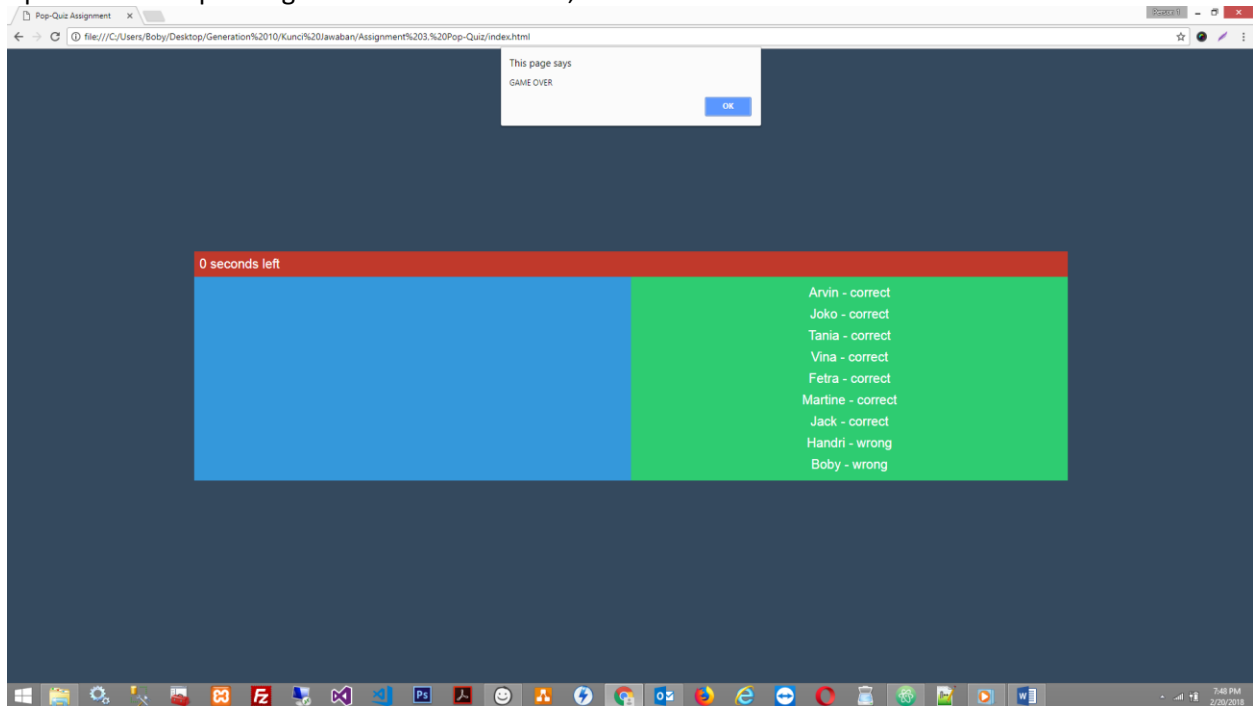 Pop-Quiz Assignment
file:///C:/Users/Boby/Desktop/Generation%2010/Kunci%20Jawaban/Assignment%203.%20Pop-Quiz/index.html
This page says
GAME OVER
OK
0 seconds left
Arvin - correct
Joko - correct
Tania - correct
Vina - correct
Fetra - correct
Martine - correct
Jack - correct
Handri - wrong
Boby - wrong
7:48 PM
2/20/2018